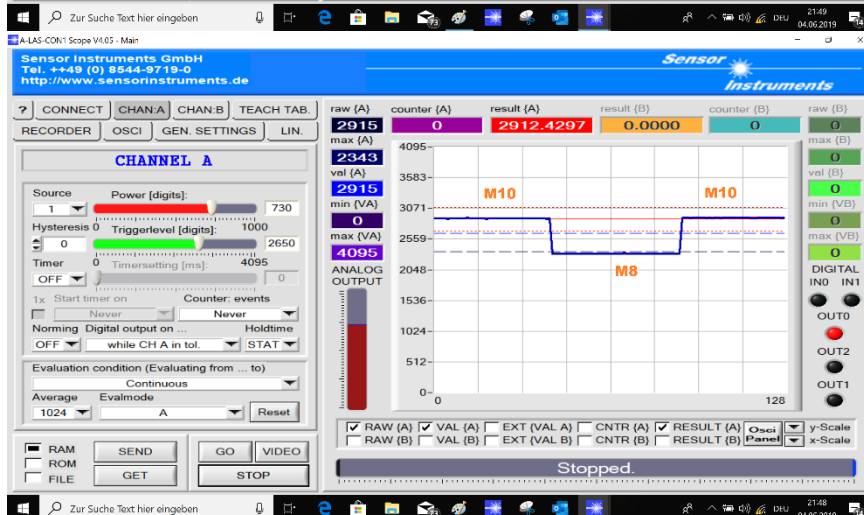 Zur Suche Text hier eingeben DEU 21:49 04.06.2019
A-LAS-CON1 Scope V4.05 - Main
Sensor Instruments GmbH
Tel. ++49 (0) 8544-9719-0
http://www.sensorinstruments.de
Sensor
Instruments
? CONNECT CHAN:A CHAN:B TEACH TAB.
RECORDER OSCI GEN. SETTINGS LIN.
CHANNEL A
Source Power [digits]:
1 730
Hysteresis 0 Triggerlevel [digits]: 1000
0 2650
Timer 0 Timersetting [ms]: 4095
OFF 0
1x Start timer on Counter: events
Never Never
Norming Digital output on ... Holdtime
OFF while CH A in tol. STAT
Evaluation condition (Evaluating from ... to)
Continuous
Average Evalmode
1024 A Reset
RAM SEND GO VIDEO
ROM
FILE GET STOP
raw {A} counter {A} result {A} result {B} counter {B} raw {B}
2915 0 2912.4297 0.0000 0 0
max {A}
2343
val {A}
2915
min {VA}
0
max {VA}
4095
ANALOG
OUTPUT
4095
3583
3071
2559
2048
1536
1024
512
0
0 128
M10 M10
M8
max {B}
0
val {B}
0
min {VB}
0
max {VB}
0
DIGITAL
IN0 IN1
OUT0
OUT2
OUT1
RAW {A} VAL {A} EXT {VAL A} CNTR {A} RESULT {A} Osci y-Scale
RAW {B} VAL {B} EXT {VAL B} CNTR {B} RESULT {B} Panel x-Scale
Stopped.
Zur Suche Text hier eingeben DEU 21:48